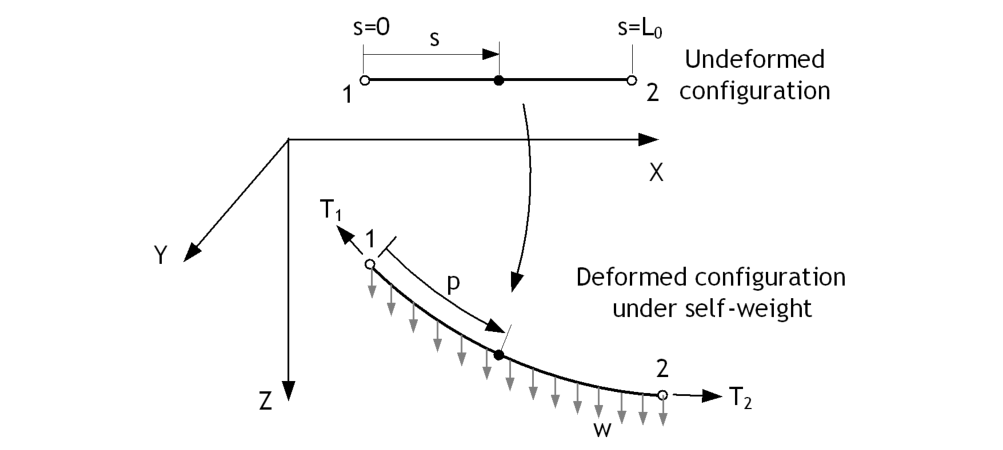 s=0
s=L₀
s
Undeformed
configuration
1
2
X
T₁
1
Y
p
Deformed configuration
under self-weight
2
Z
T₂
w